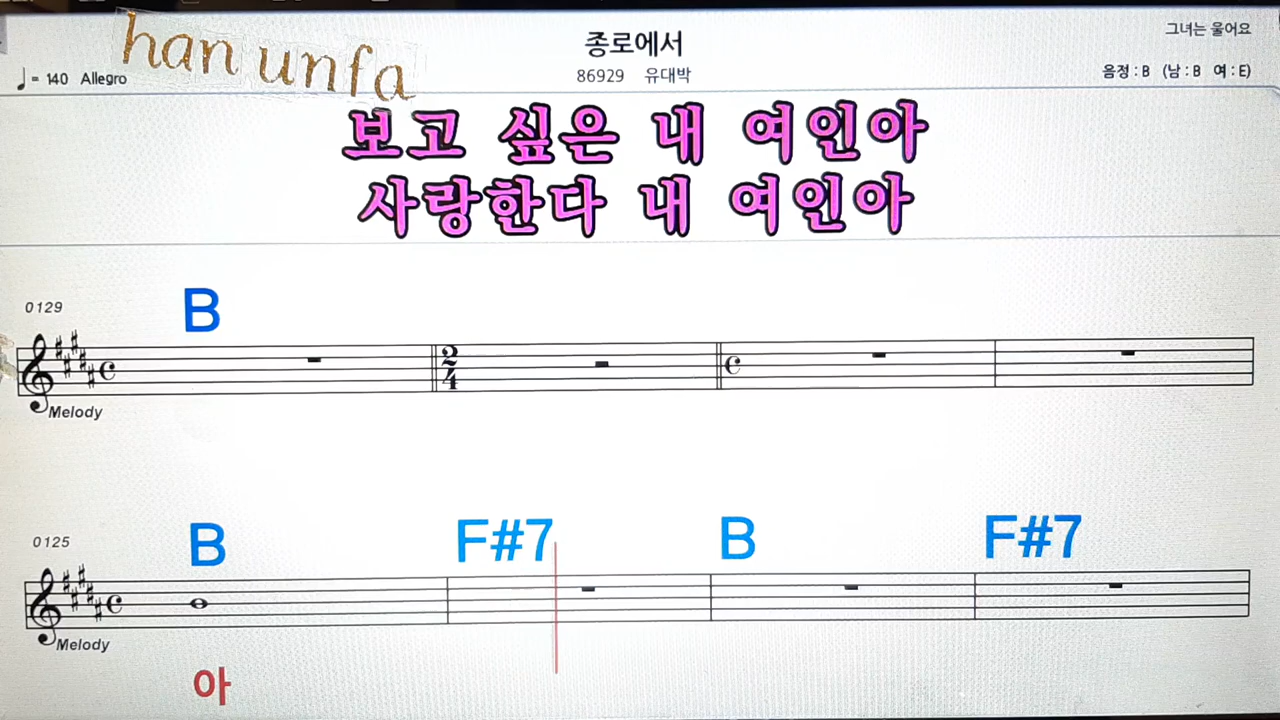 han unfa
종로에서
그녀는 울어요
♩= 140 Allegro
86929 유대박
음정 : B (남 : B 여 : E)
보고 싶은 내 여인아
사랑한다 내 여인아
0129
B
2
4
Melody
0125
B F#7 B F#7
Melody
아